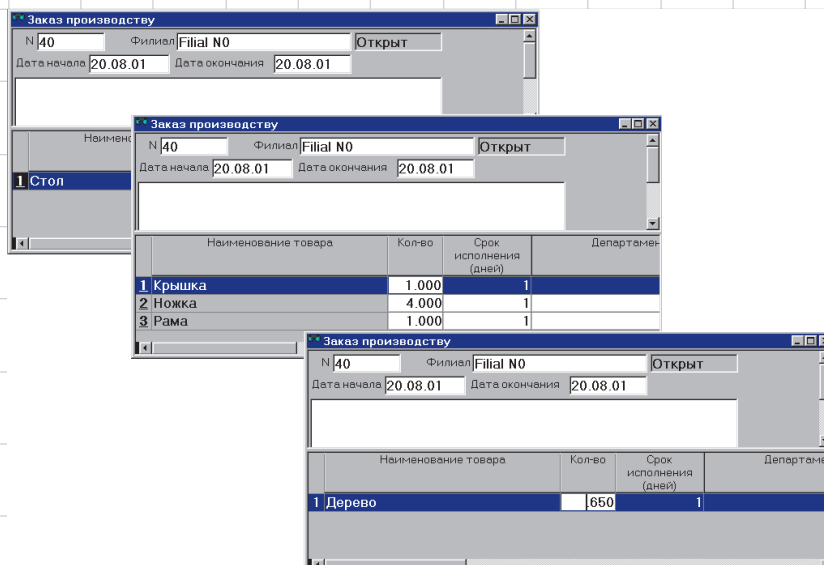 Заказ производству
N 40 Филиал Filial N0 Открыт
Дата начала 20.08.01 Дата окончания 20.08.01
Наимено
1 Стол
Заказ производству
N 40 Филиал Filial N0 Открыт
Дата начала 20.08.01 Дата окончания 20.08.01
Наименование товара Кол-во Срок исполнения (дней) Департамен
1 Крышка 1.000 1
2 Ножка 4.000 1
3 Рама 1.000 1
Заказ производству
N 40 Филиал Filial N0 Открыт
Дата начала 20.08.01 Дата окончания 20.08.01
Наименование товара Кол-во Срок исполнения (дней) Департаме
1 Дерево .650 1